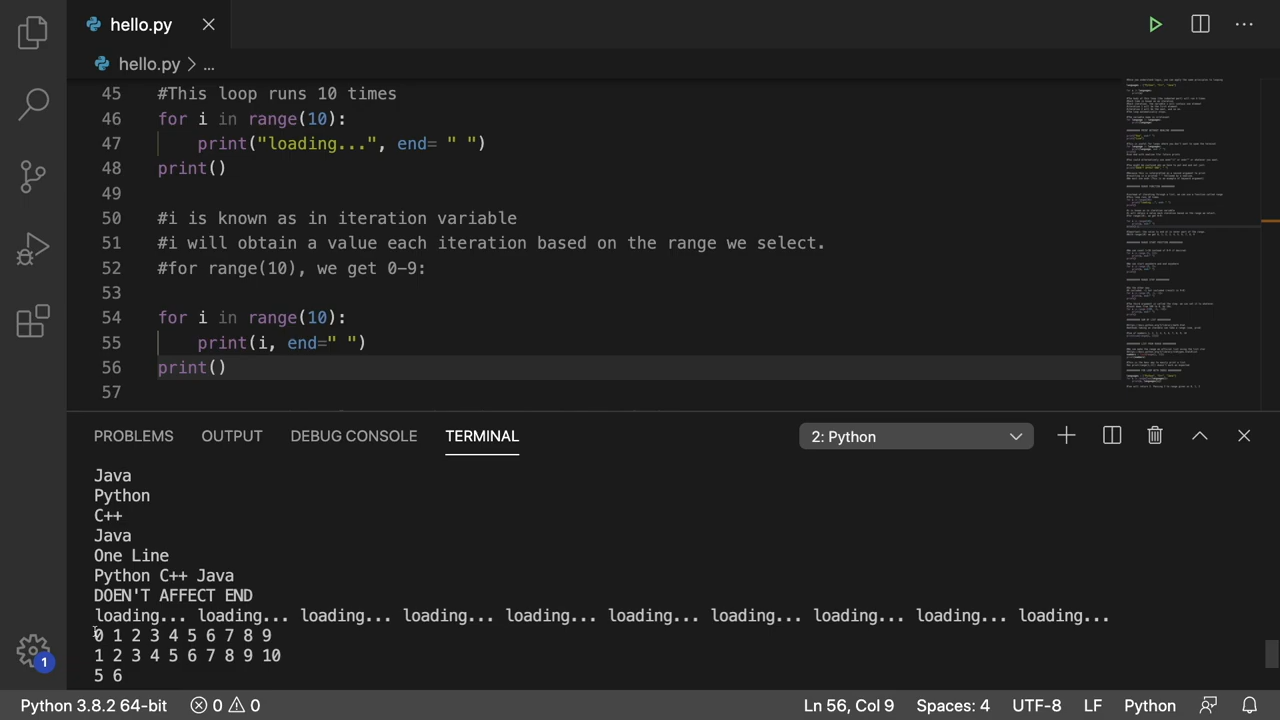 hello.py
hello.py > ...
45 #This loop runs 10 times
46 for i in range(10):
47 print("loading...", end= " ")
48 print()
49
50 #i is known as in iteration variable
51 #i will obtain a value each iteration based on the range we select.
52 #for range(10), we get 0-9:
53
54 for i in range(10):
55 print(i, end=" ")
56 print()
57
PROBLEMS OUTPUT DEBUG CONSOLE TERMINAL 2: Python
Java
Python
C++
Java
One Line
Python C++ Java
DOEN'T AFFECT END
loading... loading... loading... loading... loading... loading... loading... loading... loading... loading...
0 1 2 3 4 5 6 7 8 9
1 2 3 4 5 6 7 8 9 10
5 6
1
Python 3.8.2 64-bit 0 0 Ln 56, Col 9 Spaces: 4 UTF-8 LF Python